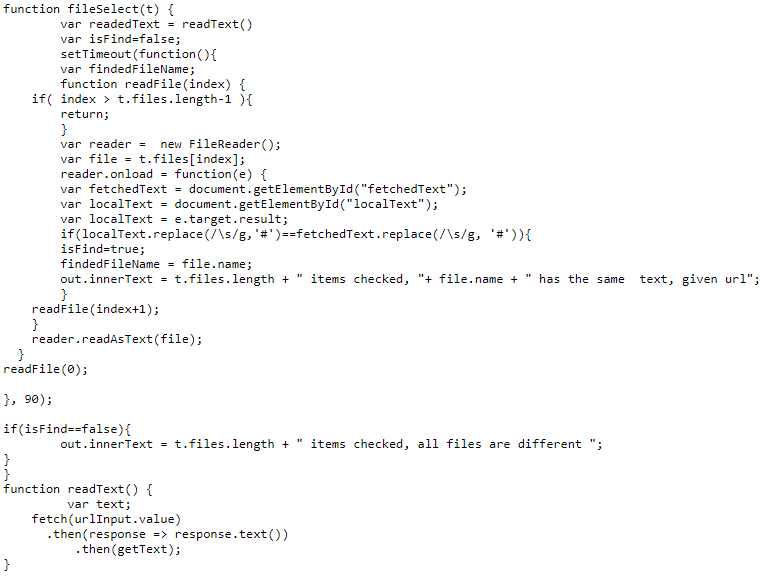 function fileSelect(t) {
var readedText = readText()
var isFind=false;
setTimeout(function(){
var findedFileName;
function readFile(index) {
if( index > t.files.length-1 ){
return;
}
var reader =  new FileReader();
var file = t.files[index];
reader.onload = function(e) {
var fetchedText = document.getElementById("fetchedText");
var localText = document.getElementById("localText");
var localText = e.target.result;
if(localText.replace(/\s/g,'#')==fetchedText.replace(/\s/g, '#')){
isFind=true;
findedFileName = file.name;
out.innerText = t.files.length + " items checked, "+ file.name + " has the same  text, given url";
}
readFile(index+1);
}
reader.readAsText(file);
}
readFile(0);
}, 90);
if(isFind==false){
out.innerText = t.files.length + " items checked, all files are different ";
}
}
function readText() {
var text;
fetch(urlInput.value)
.then(response => response.text())
.then(getText);
}